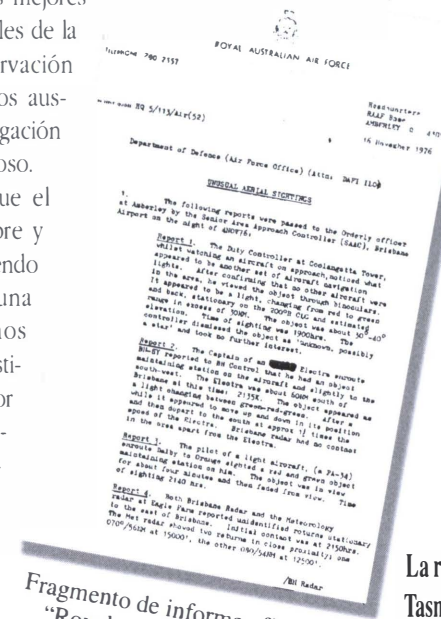 s mejores
les de la
rvación
os aus-
gación
oso.
ue el
bre y
endo
una
nos
sti-
or
ROYAL AUSTRALIAN AIR FORCE
TELEPHONE 280 2157
HQ 5/113/Air(52)
Headquarters
RAAF Base
AMBERLEY Q
16 November 1976
Department of Defence (Air Force Office) (Attn: DAFI
UNUSUAL AERIAL SIGHTINGS
1. The following reports were passed to the Orderly officer
at Amberley by the Senior Area Approach Controller (SAAC), Brisbane
Airport on the night of 4NOV76:
Report 1. The Duty Controller at Coolangatta Tower,
whilst watching an aircraft on approach, noticed what
appeared to be another set of aircraft navigation
lights. After confirming that no other aircraft were
in the area, he viewed the object through binoculars.
It appeared to be a light, changing from red to green
and back, stationary on the 200°R CLG and estimated
range in excess of 30NM. The object was about 30°-40°
elevation. Time of sighting was 1900hrs. The
controller dismissed the object as 'unknown, possibly
a star' and took no further interest.
Report 2. The Captain of an Electra enroute
reported to BN Control that he had an object
maintaining station on the aircraft and slightly to the
south-west. The Electra was about 60NM south of
Brisbane at this time: 2135K. The object appeared as
a light changing between green-red-green. After a
while it appeared to move up and down in its position
and then depart to the south at approx 1½ times the
speed of the Electra. Brisbane radar had no contact
in the area apart from the Electra.
Report 3. The pilot of a light aircraft, (a
enroute Dalby to Orange sighted a red and green object
maintaining station on him. The object was in view
for about four minutes and then faded from view. Time
of sighting 2140 hrs.
Report 4. Both Brisbane Radar and the Meteorology
radar at Eagle Farm reported unidentified returns stationary
to the east of Brisbane. Initial contact was at 2150hrs.
The Met radar showed two returns in close proximity; one
070°/56NM at 15000', the other 080/54NM at 12500'.
/BN Radar
La r
Tasm
Fragmento de inform
"Roy